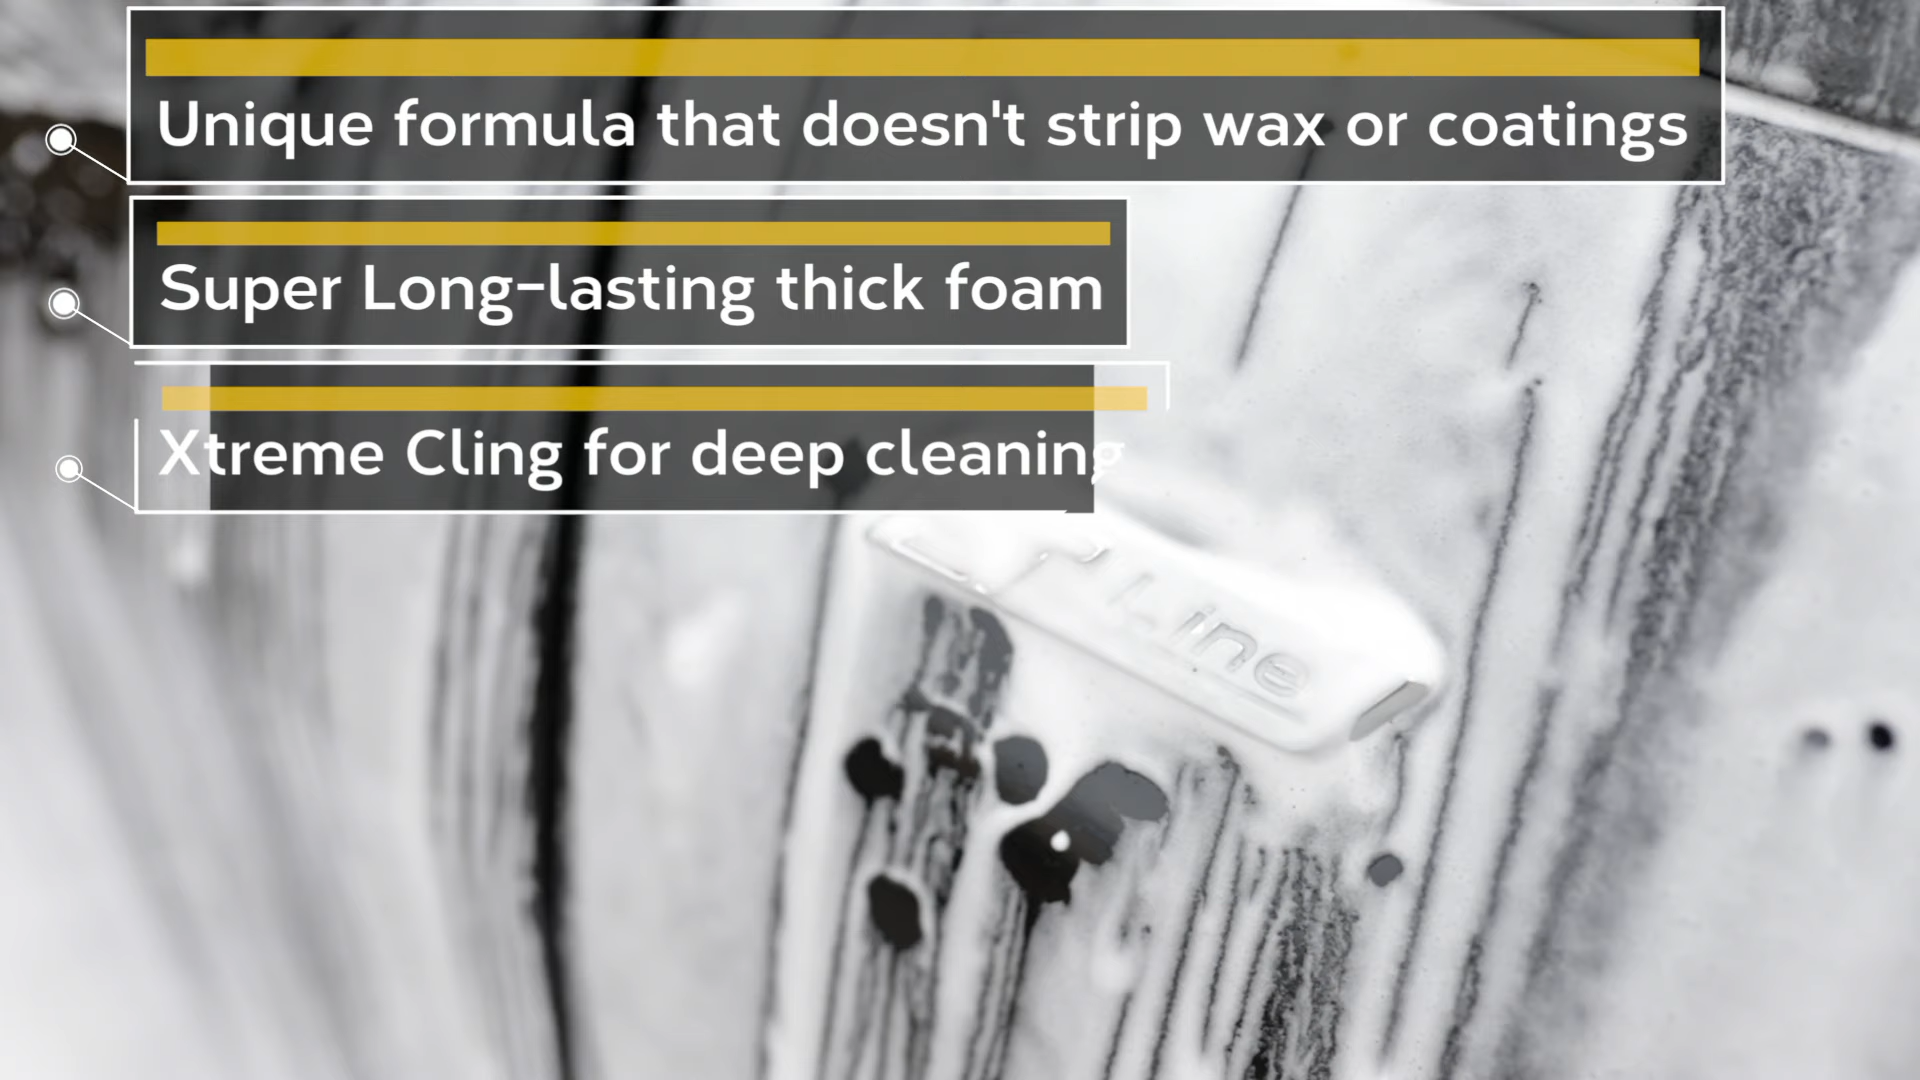 Unique formula that doesn't strip wax or coatings
Super Long-lasting thick foam
Xtreme Cling for deep cleaning
Line